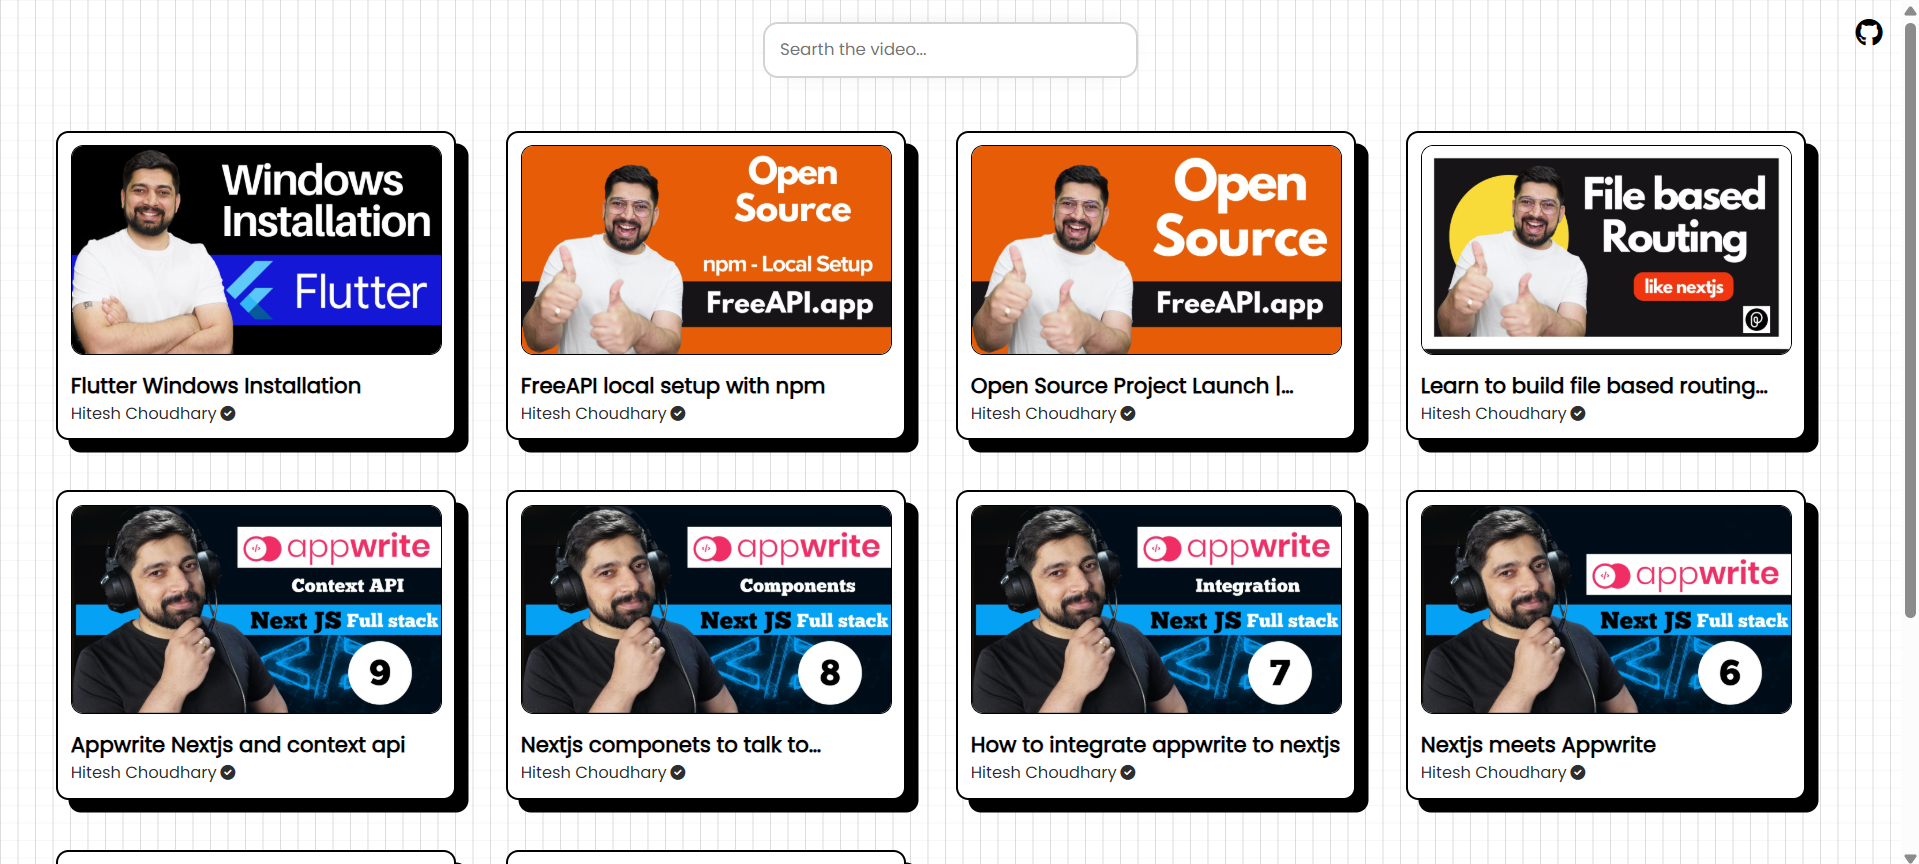 Searth the video...
Windows
Installation
Flutter
Flutter Windows Installation
Hitesh Choudhary
Open
Source
npm - Local Setup
FreeAPI.app
FreeAPI local setup with npm
Hitesh Choudhary
Open
Source
FreeAPI.app
Open Source Project Launch |...
Hitesh Choudhary
File based
Routing
like nextjs
Learn to build file based routing...
Hitesh Choudhary
appwrite
Context API
Next JS Full stack
9
Appwrite Nextjs and context api
Hitesh Choudhary
appwrite
Components
Next JS Full stack
8
Nextjs componets to talk to...
Hitesh Choudhary
appwrite
Integration
Next JS Full stack
7
How to integrate appwrite to nextjs
Hitesh Choudhary
appwrite
Next JS Full stack
6
Nextjs meets Appwrite
Hitesh Choudhary